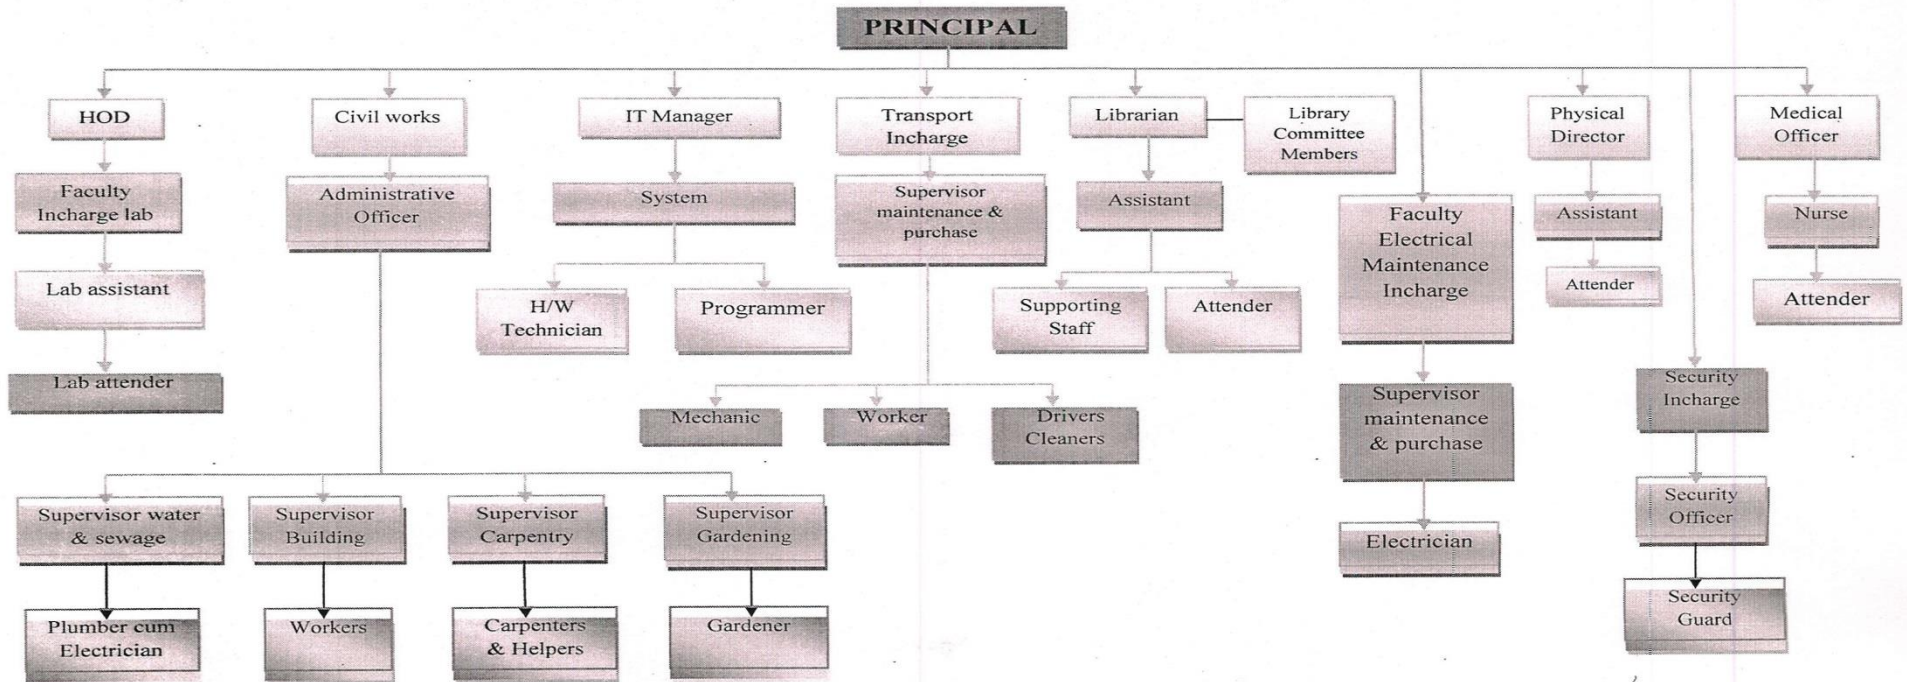 PRINCIPAL
HOD
Civil works
IT Manager
Transport
Incharge
Librarian
Library
Committee
Members
Physical
Director
Medical
Officer
Faculty
Incharge lab
Administrative
Officer
System
Supervisor
maintenance &
purchase
Assistant
Faculty
Electrical
Maintenance
Incharge
Assistant
Nurse
Lab assistant
H/W
Technician
Programmer
Supporting
Staff
Attender
Attender
Attender
Lab attender
Mechanic
Worker
Drivers
Cleaners
Supervisor
maintenance
& purchase
Security
Incharge
Supervisor water
& sewage
Supervisor
Building
Supervisor
Carpentry
Supervisor
Gardening
Electrician
Security
Officer
Plumber cum
Electrician
Workers
Carpenters
& Helpers
Gardener
Security
Guard